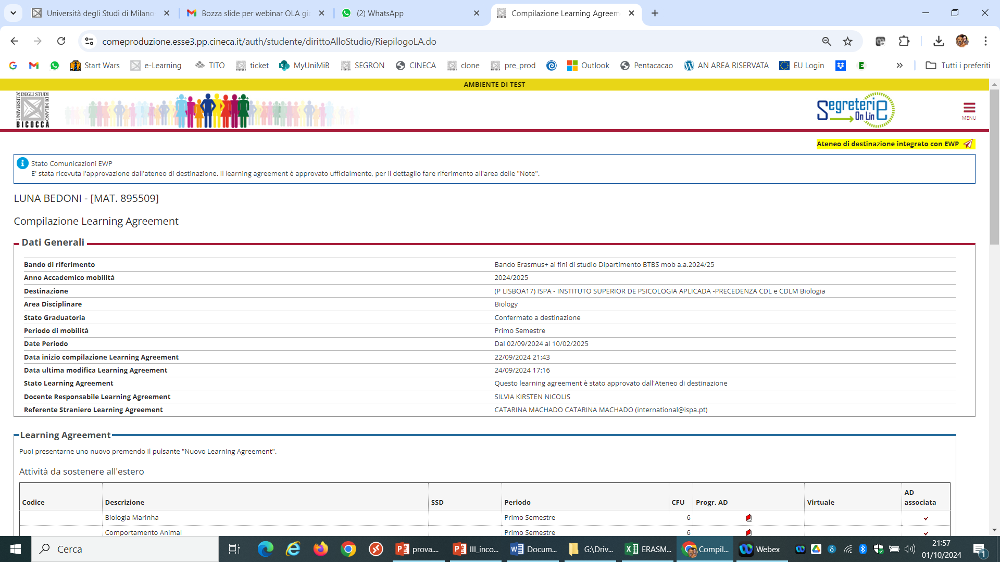 Università degli Studi di Milano
Bozza slide per webinar OLA gi
(2) WhatsApp
Compilazione Learning Agreem
comeproduzione.esse3.pp.cineca.it/auth/studente/dirittoAlloStudio/RiepilogoLA.do
Start Wars
e-Learning
TITO
ticket
MyUniMiB
SEGRON
CINECA
clone
pre_prod
Outlook
Pentacacao
AN AREA RISERVATA
EU Login
Tutti i preferiti
AMBIENTE DI TEST
UNIVERSITÀ DEGLI STUDI DI MILANO BICOCCA
Segreterie On Line
MENU
Ateneo di destinazione integrato con EWP
Stato Comunicazioni EWP
E' stata ricevuta l'approvazione dall'ateneo di destinazione. Il learning agreement è approvato ufficialmente, per il dettaglio fare riferimento all'area delle "Note".
LUNA BEDONI - [MAT. 895509]
Compilazione Learning Agreement
Dati Generali
Bando di riferimento Bando Erasmus+ ai fini di studio Dipartimento BTBS mob a.a.2024/25
Anno Accademico mobilità 2024/2025
Destinazione (P LISBOA17) ISPA - INSTITUTO SUPERIOR DE PSICOLOGIA APLICADA -PRECEDENZA CDL e CDLM Biologia
Area Disciplinare Biology
Stato Graduatoria Confermato a destinazione
Periodo di mobilità Primo Semestre
Date Periodo Dal 02/09/2024 al 10/02/2025
Data inizio compilazione Learning Agreement 22/09/2024 21:43
Data ultima modifica Learning Agreement 24/09/2024 17:16
Stato Learning Agreement Questo learning agreement è stato approvato dall'Ateneo di destinazione
Docente Responsabile Learning Agreement SILVIA KIRSTEN NICOLIS
Referente Straniero Learning Agreement CATARINA MACHADO CATARINA MACHADO (international@ispa.pt)
Learning Agreement
Puoi presentarne uno nuovo premendo il pulsante "Nuovo Learning Agreement".
Attività da sostenere all'estero
Codice Descrizione SSD Periodo CFU Progr. AD Virtuale AD associata
Biologia Marinha Primo Semestre 6
Comportamento Animal Primo Semestre 6
Cerca
prova....
III_inco...
Docum...
G:\Driv...
ERASM...
Compil...
Webex
21:57
01/10/2024
1